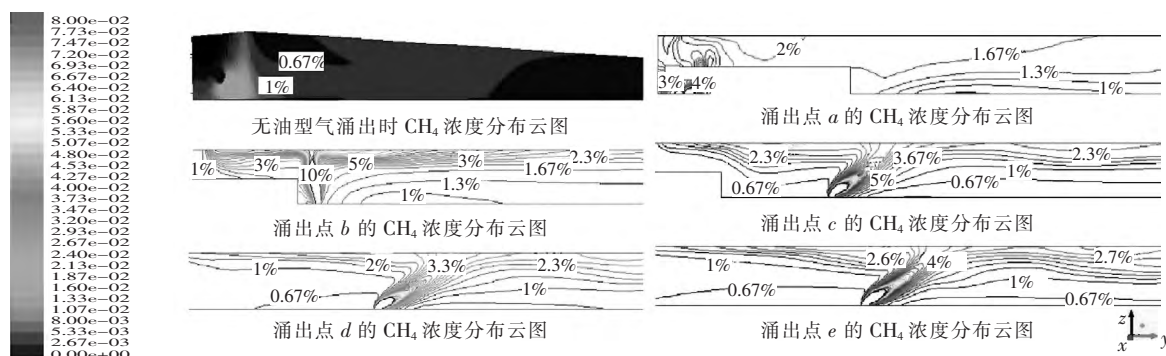 8.00e−02
7.73e−02
7.47e−02
7.20e−02
6.93e−02
6.67e−02
6.40e−02
6.13e−02
5.87e−02
5.60e−02
5.33e−02
5.07e−02
4.80e−02
4.53e−02
4.27e−02
4.00e−02
3.73e−02
3.47e−02
3.20e−02
2.93e−02
2.67e−02
2.40e−02
2.13e−02
1.87e−02
1.60e−02
1.33e−02
1.07e−02
8.00e−03
5.33e−03
2.67e−03
0.00e+00
0.67%
1%
无油型气涌出时 CH₄ 浓度分布云图
2%
1.67%
1.3%
3%
4%
1%
涌出点 a 的 CH₄ 浓度分布云图
1%
3%
10%
5%
3%
2.3%
1.67%
1.3%
1%
涌出点 b 的 CH₄ 浓度分布云图
2.3%
3.67%
2.3%
0.67%
5%
1%
0.67%
涌出点 c 的 CH₄ 浓度分布云图
1%
2%
3.3%
2.3%
0.67%
1%
涌出点 d 的 CH₄ 浓度分布云图
1%
2.6%
4%
2.7%
0.67%
1%
0.67%
涌出点 e 的 CH₄ 浓度分布云图
z
x
y